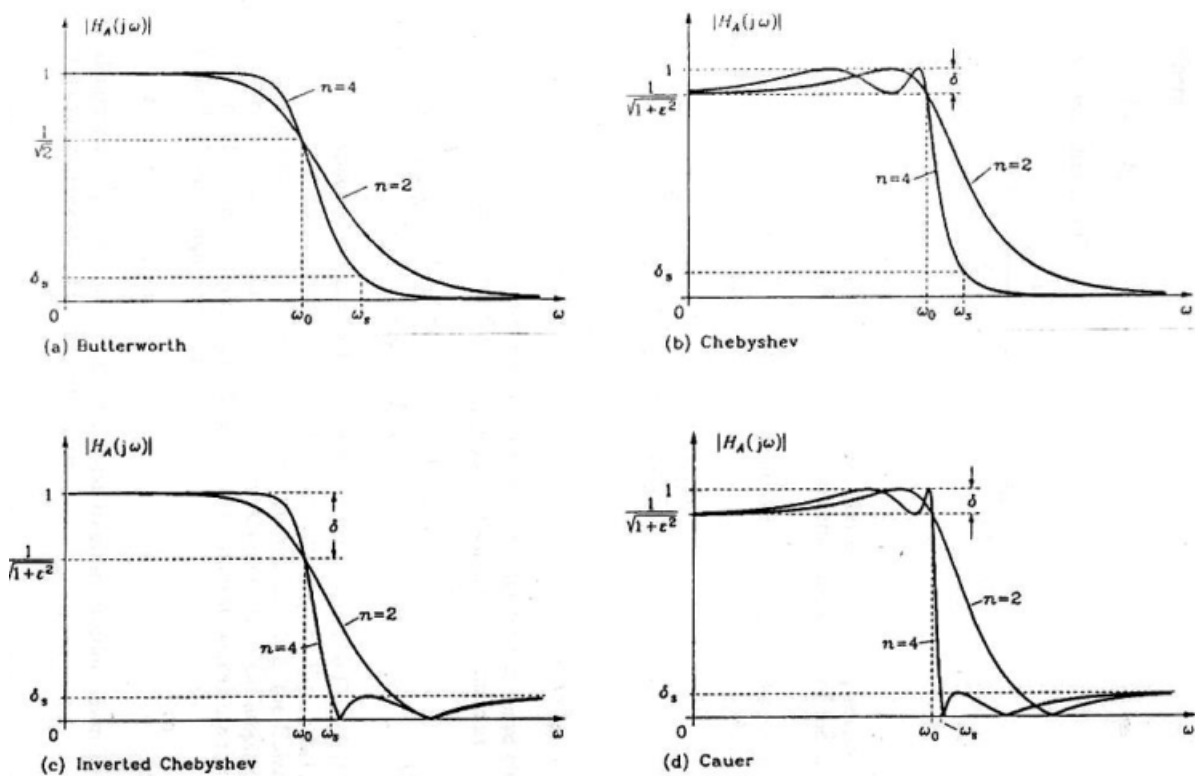 |H_A(jω)|
1
n=4
1/√2
n=2
δ_s
0
ω_0
ω_s
ω
(a) Butterworth
|H_A(jω)|
1
δ
1/√(1+ε²)
n=4
n=2
δ_s
0
ω_0
ω_s
ω
(b) Chebyshev
|H_A(jω)|
1
δ
1/√(1+ε²)
n=2
n=4
δ_s
0
ω_0
ω_s
ω
(c) Inverted Chebyshev
|H_A(jω)|
1
δ
1/√(1+ε²)
n=2
n=4
δ_s
0
ω_0
ω_s
ω
(d) Cauer